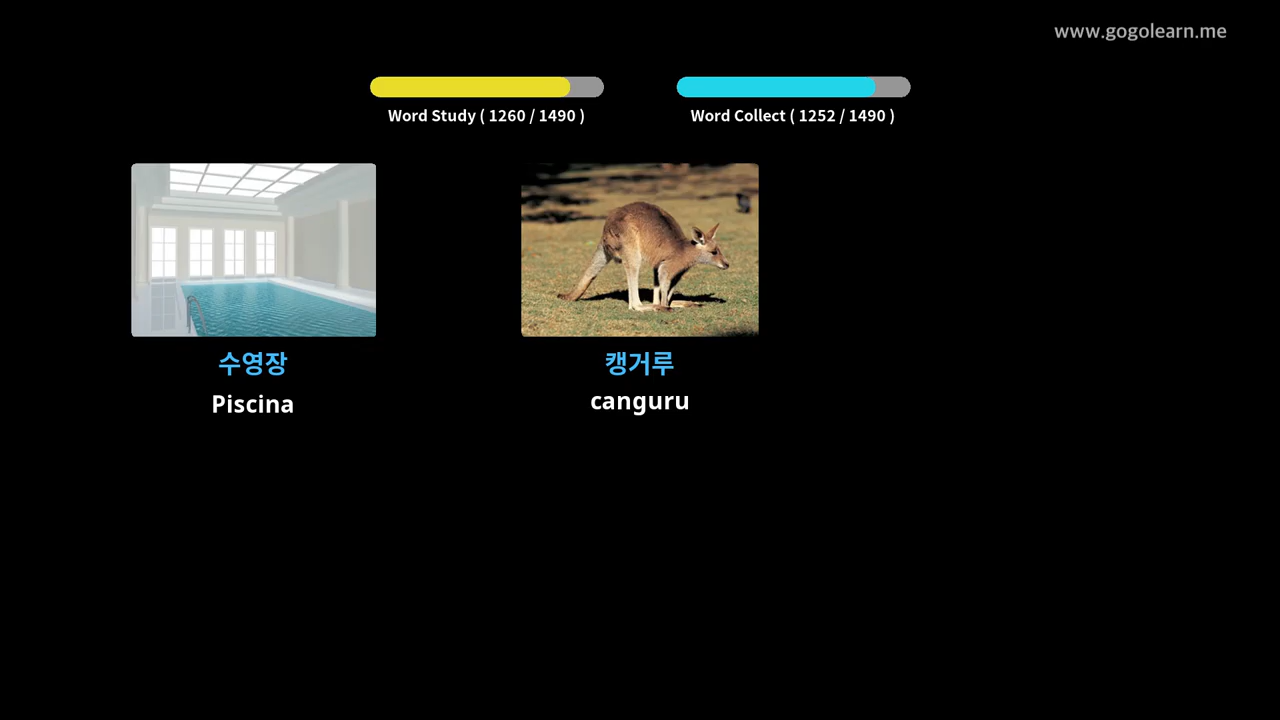 www.gogolearn.me
Word Study ( 1260 / 1490 )
Word Collect ( 1252 / 1490 )
수영장
Piscina
캥거루
canguru